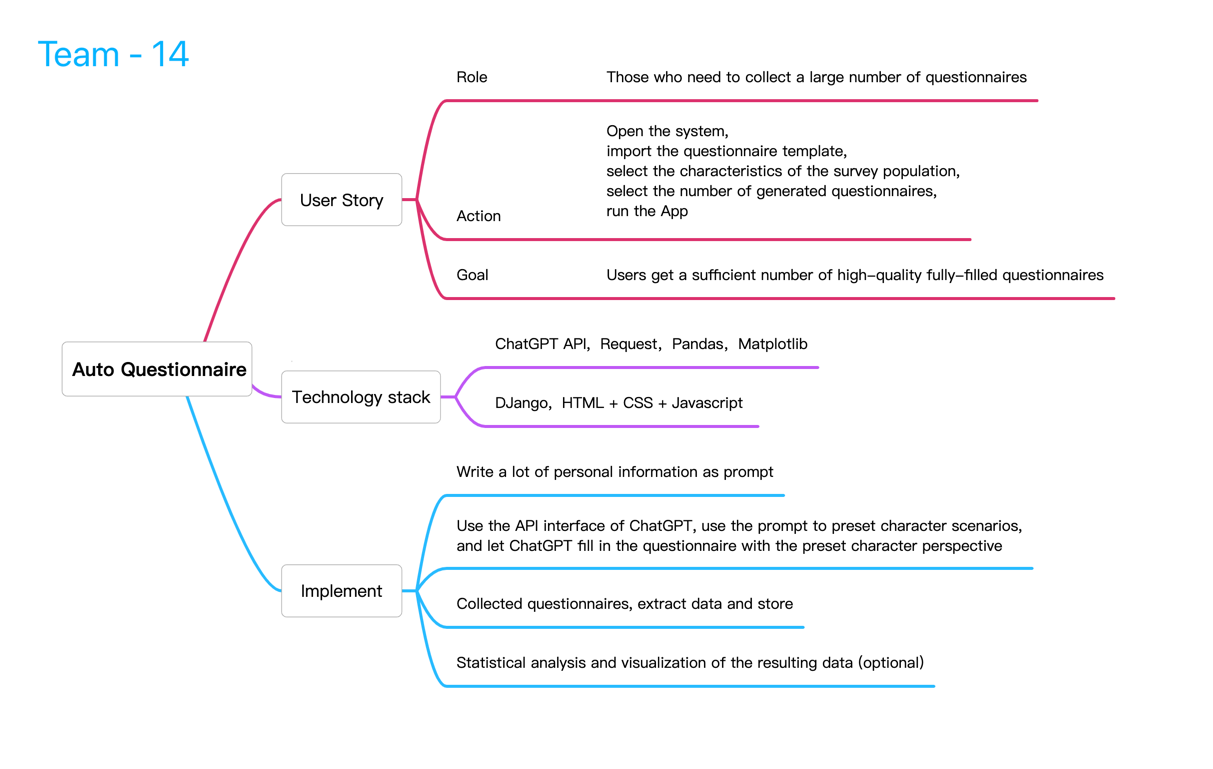 Team - 14
Role
Those who need to collect a large number of questionnaires
Open the system,
import the questionnaire template,
select the characteristics of the survey population,
select the number of generated questionnaires,
run the App
Action
User Story
Goal
Users get a sufficient number of high-quality fully-filled questionnaires
Auto Questionnaire
ChatGPT API, Request, Pandas, Matplotlib
Technology stack
DJango, HTML + CSS + Javascript
Write a lot of personal information as prompt
Use the API interface of ChatGPT, use the prompt to preset character scenarios,
and let ChatGPT fill in the questionnaire with the preset character perspective
Implement
Collected questionnaires, extract data and store
Statistical analysis and visualization of the resulting data (optional)